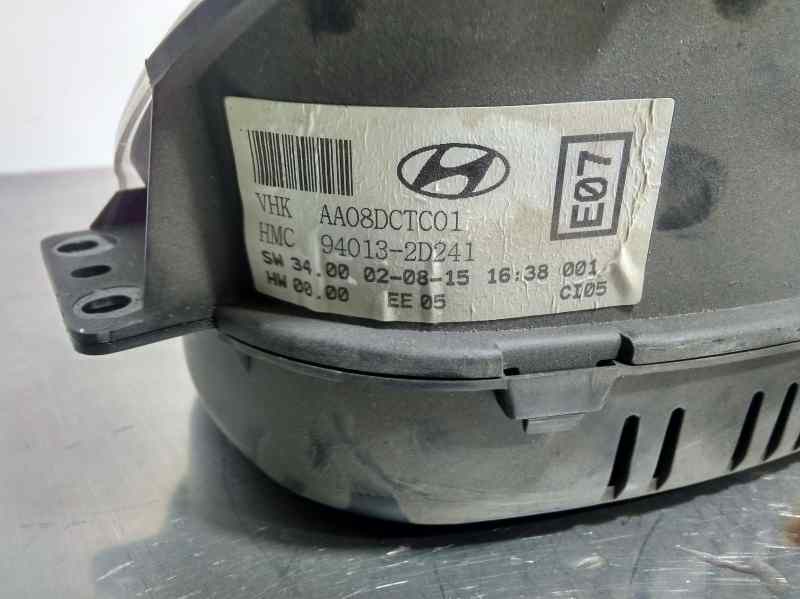 VHK AA08DCTC01
HMC 94013-2D241
SW 34.00 02-08-15 16:38 001
HW 00.00 EE 05 CI05
E07